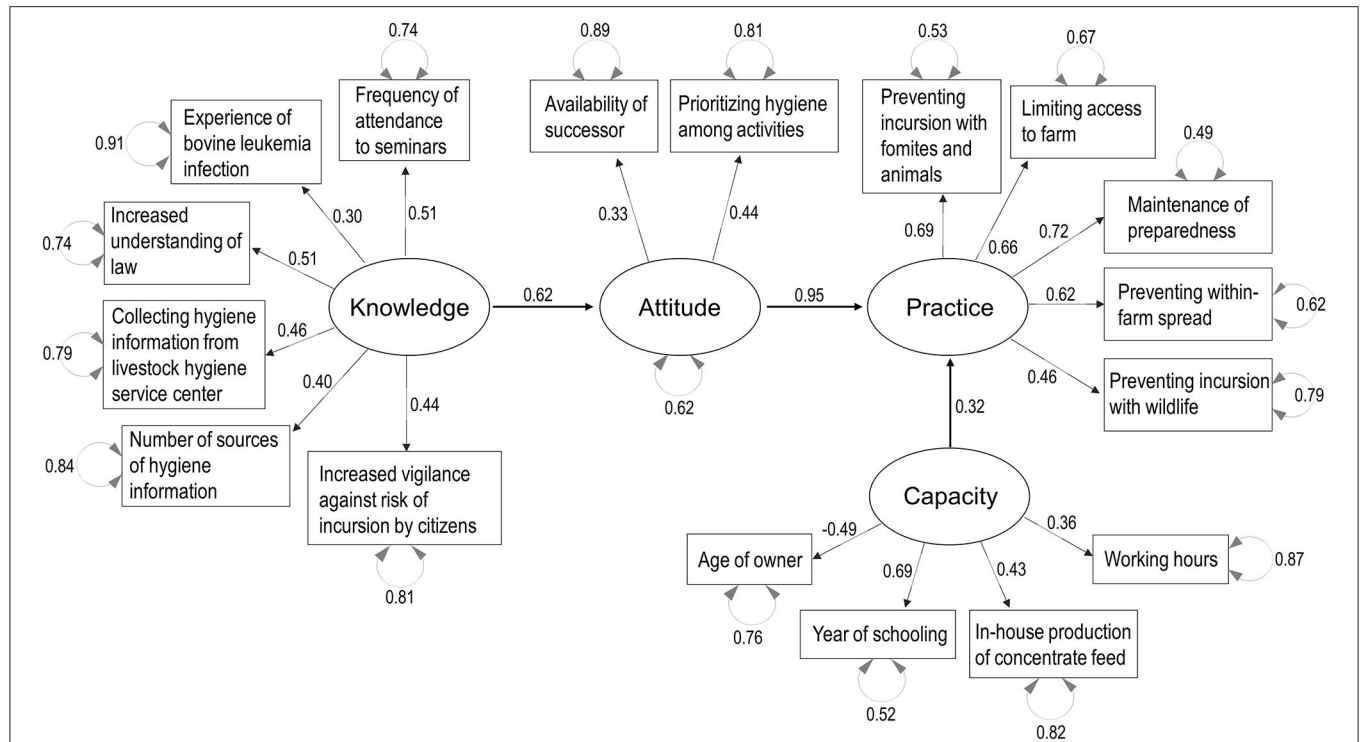 0.74
0.89
0.81
0.53
0.67
Frequency of
attendance
to seminars
Availability of
successor
Prioritizing hygiene
among activities
Preventing
incursion with
fomites and
animals
Limiting access
to farm
Experience of
bovine leukemia
infection
0.91
0.49
Increased
understanding of
law
0.74
Maintenance of
preparedness
0.30
0.51
0.33
0.44
0.69
0.66
0.72
0.51
Collecting hygiene
information from
livestock hygiene
service center
0.79
0.46
Knowledge
0.62
Attitude
0.95
Practice
0.62
Preventing within-
farm spread
0.62
0.40
0.44
0.62
0.32
0.46
Preventing incursion
with wildlife
0.79
Number of sources
of hygiene
information
0.84
Increased vigilance
against risk of
incursion by citizens
0.81
Capacity
-0.49
0.69
0.43
0.36
Age of owner
0.76
Year of schooling
0.52
In-house production
of concentrate feed
0.82
Working hours
0.87